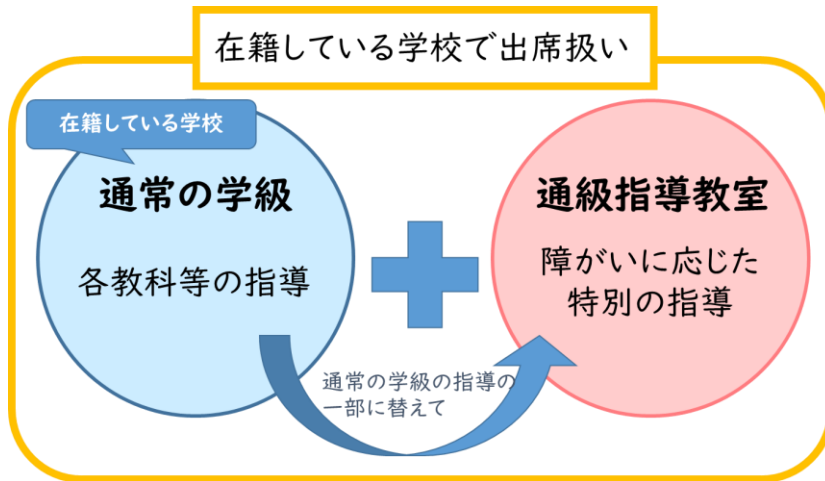 在籍している学校で出席扱い
在籍している学校
通常の学級
各教科等の指導
通級指導教室
障がいに応じた
特別の指導
通常の学級の指導の
一部に替えて